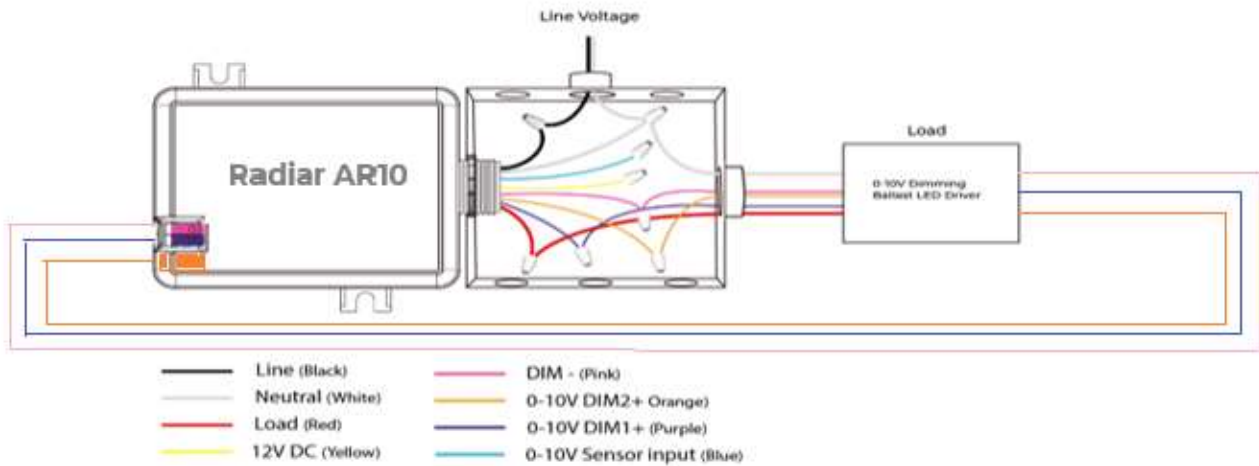 Line Voltage
Radiar AR10
Load
0-10V Dimming
Ballast LED Driver
Line (Black)
Neutral (White)
Load (Red)
12V DC (Yellow)
DIM - (Pink)
0-10V DIM2+ Orange)
0-10V DIM1+ (Purple)
0-10V Sensor input (Blue)